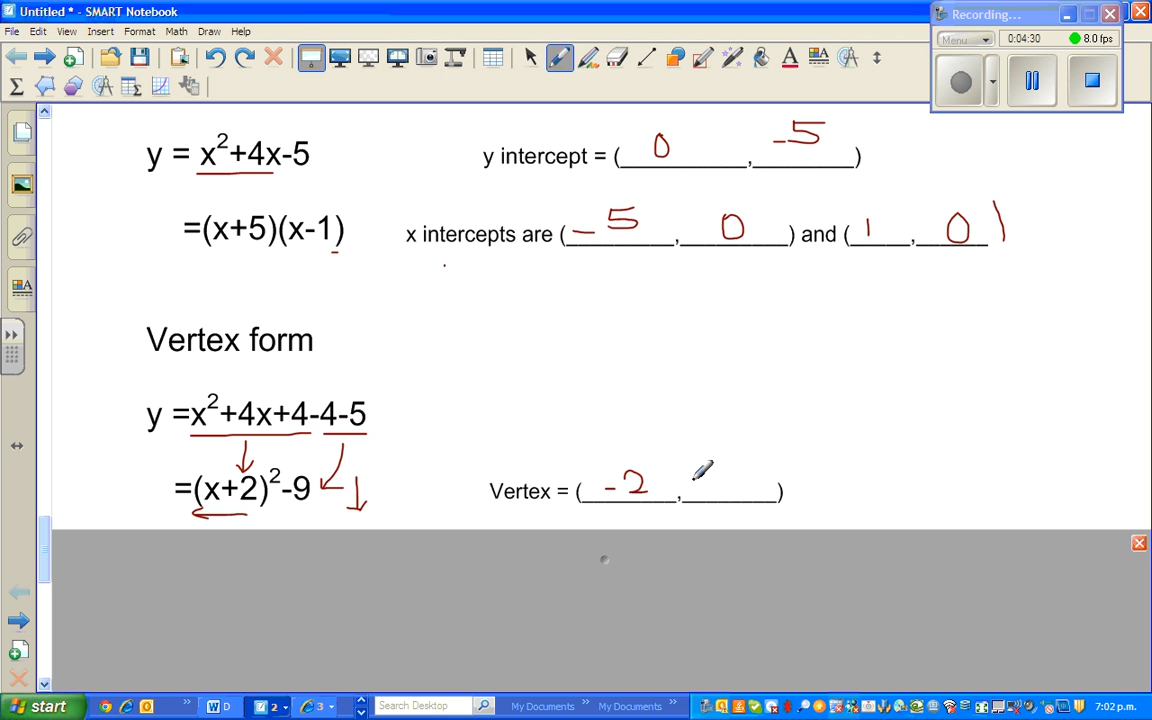 Untitled * - SMART Notebook
Recording...
File Edit View Insert Format Math Draw Help
Menu 0:04:30 8.0 fps
y = x²+4x-5 y intercept = ( 0 , -5 )
=(x+5)(x-1) x intercepts are ( -5 , 0 ) and ( 1 , 0 )
Vertex form
y =x²+4x+4-4-5
=(x+2)²-9 Vertex = ( -2 , )
start D 2 3 Search Desktop My Documents My Documents 7:02 p.m.